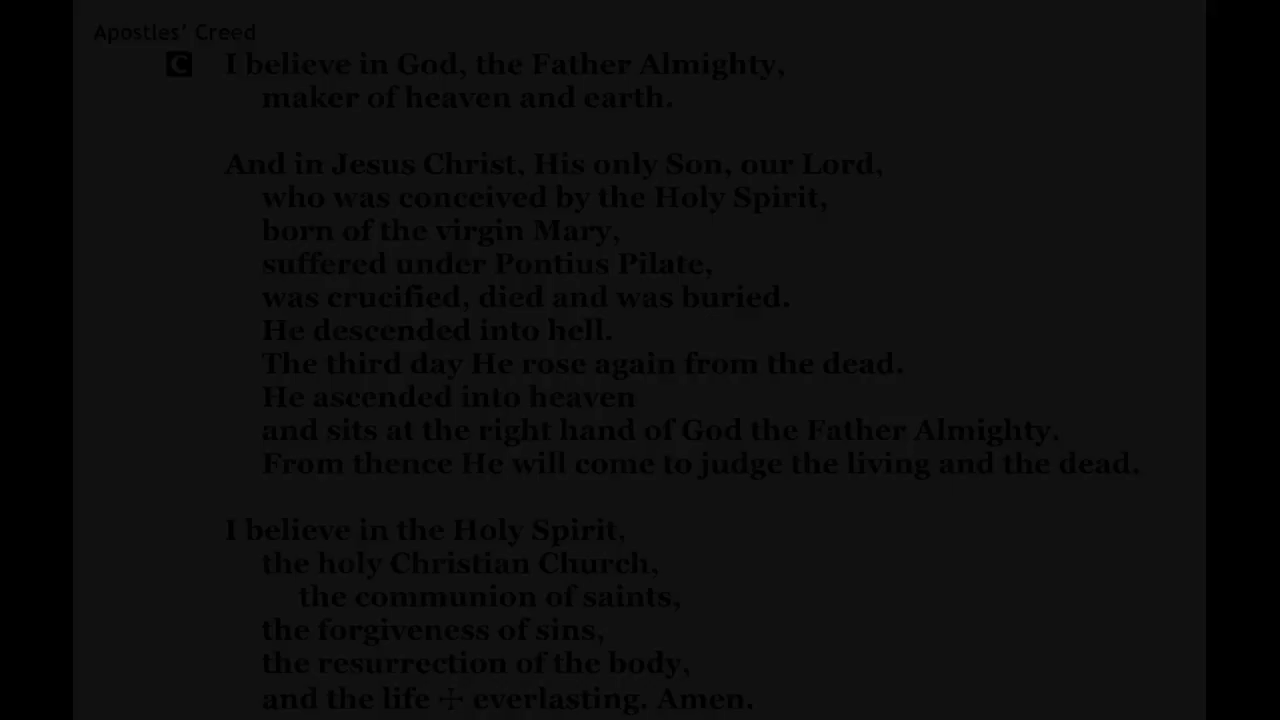 Apostles’ Creed
C I believe in God, the Father Almighty,
maker of heaven and earth.
And in Jesus Christ, His only Son, our Lord,
who was conceived by the Holy Spirit,
born of the virgin Mary,
suffered under Pontius Pilate,
was crucified, died and was buried.
He descended into hell.
The third day He rose again from the dead.
He ascended into heaven
and sits at the right hand of God the Father Almighty.
From thence He will come to judge the living and the dead.
I believe in the Holy Spirit,
the holy Christian Church,
the communion of saints,
the forgiveness of sins,
the resurrection of the body,
and the life ☩ everlasting. Amen.